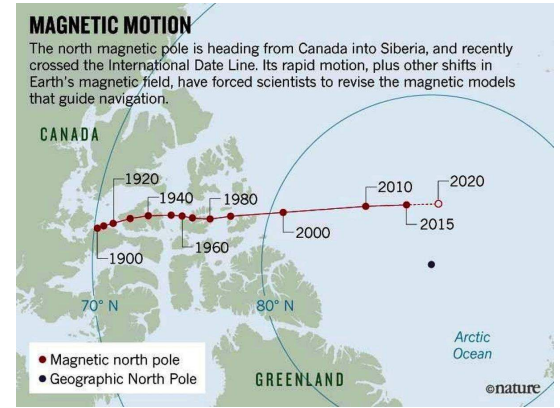 MAGNETIC MOTION
The north magnetic pole is heading from Canada into Siberia, and recently
crossed the International Date Line. Its rapid motion, plus other shifts in
Earth's magnetic field, have forced scientists to revise the magnetic models
that guide navigation.
CANADA
1920
1940
1980
2010
2020
1900
1960
2000
2015
70° N
80° N
Arctic
Ocean
Magnetic north pole
Geographic North Pole
GREENLAND
©nature